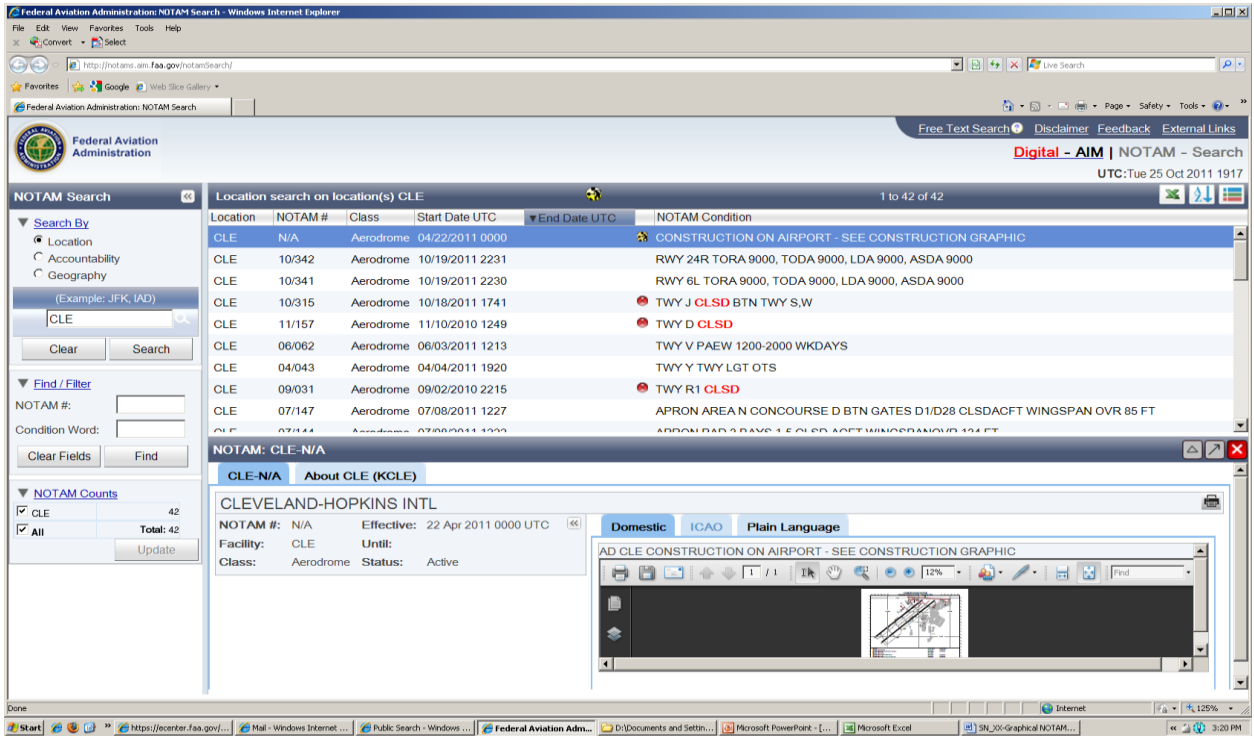 Federal Aviation Administration: NOTAM Search - Windows Internet Explorer
File Edit View Favorites Tools Help
Convert Select
http://notams.aim.faa.gov/notamSearch/
Live Search
Favorites Google Web Slice Gallery
Federal Aviation Administration: NOTAM Search
Page Safety Tools
Federal Aviation
Administration
Free Text Search Disclaimer Feedback External Links
Digital - AIM | NOTAM - Search
UTC:Tue 25 Oct 2011 1917
NOTAM Search
Search By
Location
Accountability
Geography
(Example: JFK, IAD)
CLE
Clear Search
Find / Filter
NOTAM #:
Condition Word:
Clear Fields Find
NOTAM Counts
CLE 42
All Total: 42
Update
Location search on location(s) CLE 1 to 42 of 42
Location NOTAM # Class Start Date UTC ▼End Date UTC NOTAM Condition
CLE N/A Aerodrome 04/22/2011 0000 CONSTRUCTION ON AIRPORT - SEE CONSTRUCTION GRAPHIC
CLE 10/342 Aerodrome 10/19/2011 2231 RWY 24R TORA 9000, TODA 9000, LDA 9000, ASDA 9000
CLE 10/341 Aerodrome 10/19/2011 2230 RWY 6L TORA 9000, TODA 9000, LDA 9000, ASDA 9000
CLE 10/315 Aerodrome 10/18/2011 1741 TWY J CLSD BTN TWY S,W
CLE 11/157 Aerodrome 11/10/2010 1249 TWY D CLSD
CLE 06/062 Aerodrome 06/03/2011 1213 TWY V PAEW 1200-2000 WKDAYS
CLE 04/043 Aerodrome 04/04/2011 1920 TWY Y TWY LGT OTS
CLE 09/031 Aerodrome 09/02/2010 2215 TWY R1 CLSD
CLE 07/147 Aerodrome 07/08/2011 1227 APRON AREA N CONCOURSE D BTN GATES D1/D28 CLSDACFT WINGSPAN OVR 85 FT
CLE 07/144 Aerodrome 07/08/2011
NOTAM: CLE-N/A
CLE-N/A About CLE (KCLE)
CLEVELAND-HOPKINS INTL
NOTAM #: N/A Effective: 22 Apr 2011 0000 UTC
Facility: CLE Until:
Class: Aerodrome Status: Active
Domestic ICAO Plain Language
AD CLE CONSTRUCTION ON AIRPORT - SEE CONSTRUCTION GRAPHIC
1 / 1 12% Find
Done Internet 125%
Start https://ecenter.faa.gov/... Mail - Windows Internet ... Public Search - Windows ... Federal Aviation Adm... D:\Documents and Settin... Microsoft PowerPoint - [... Microsoft Excel SN_XX-Graphical NOTAM... 3:20 PM